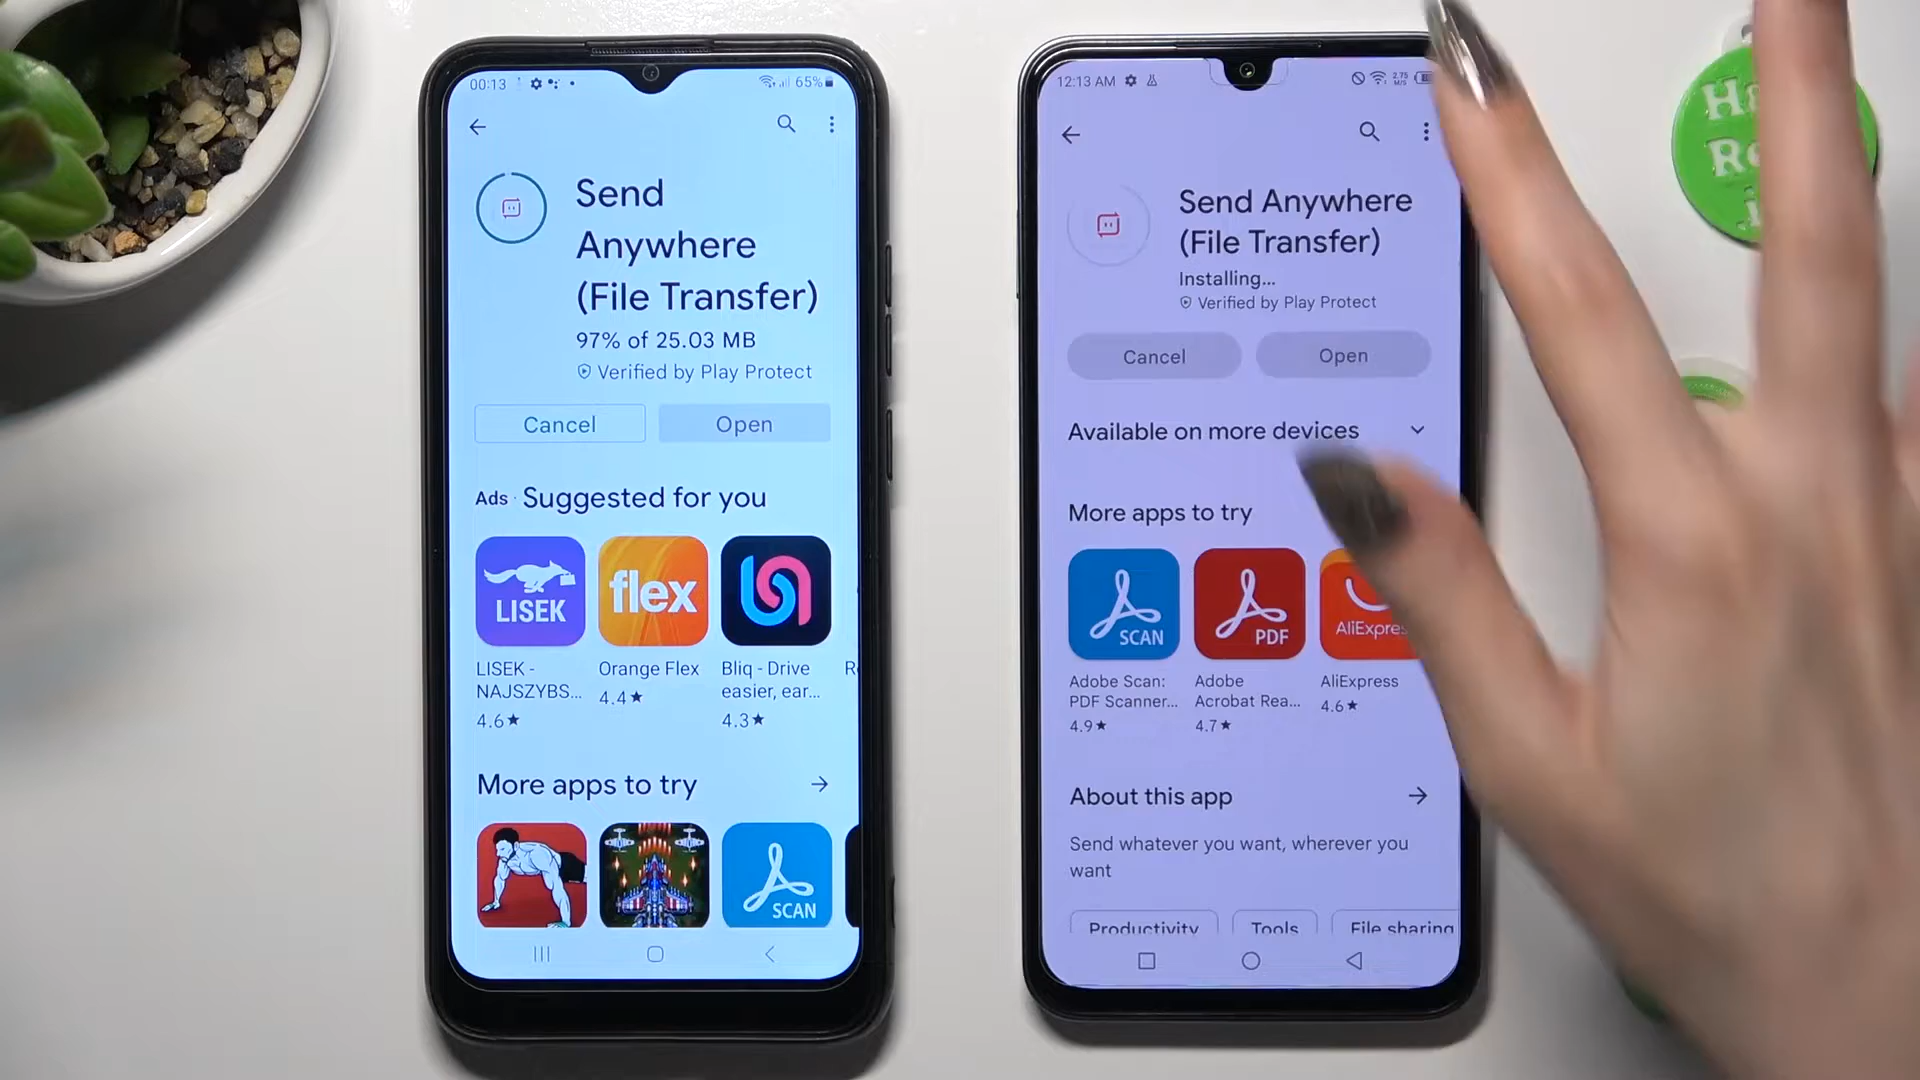 00:13
65%
Send
Anywhere
(File Transfer)
97% of 25.03 MB
Verified by Play Protect
Cancel
Open
Ads · Suggested for you
LISEK
flex
LISEK -
NAJSZYBS...
4.6★
Orange Flex
4.4★
Bliq - Drive
easier, ear...
4.3★
More apps to try
SCAN
12:13 AM
2.75
M/S
Send Anywhere
(File Transfer)
Installing...
Verified by Play Protect
Cancel
Open
Available on more devices
More apps to try
SCAN
PDF
AliExpres
Adobe Scan:
PDF Scanner...
4.9★
Adobe
Acrobat Rea...
4.7★
AliExpress
4.6★
About this app
Send whatever you want, wherever you
want
Productivity
Tools
File sharing